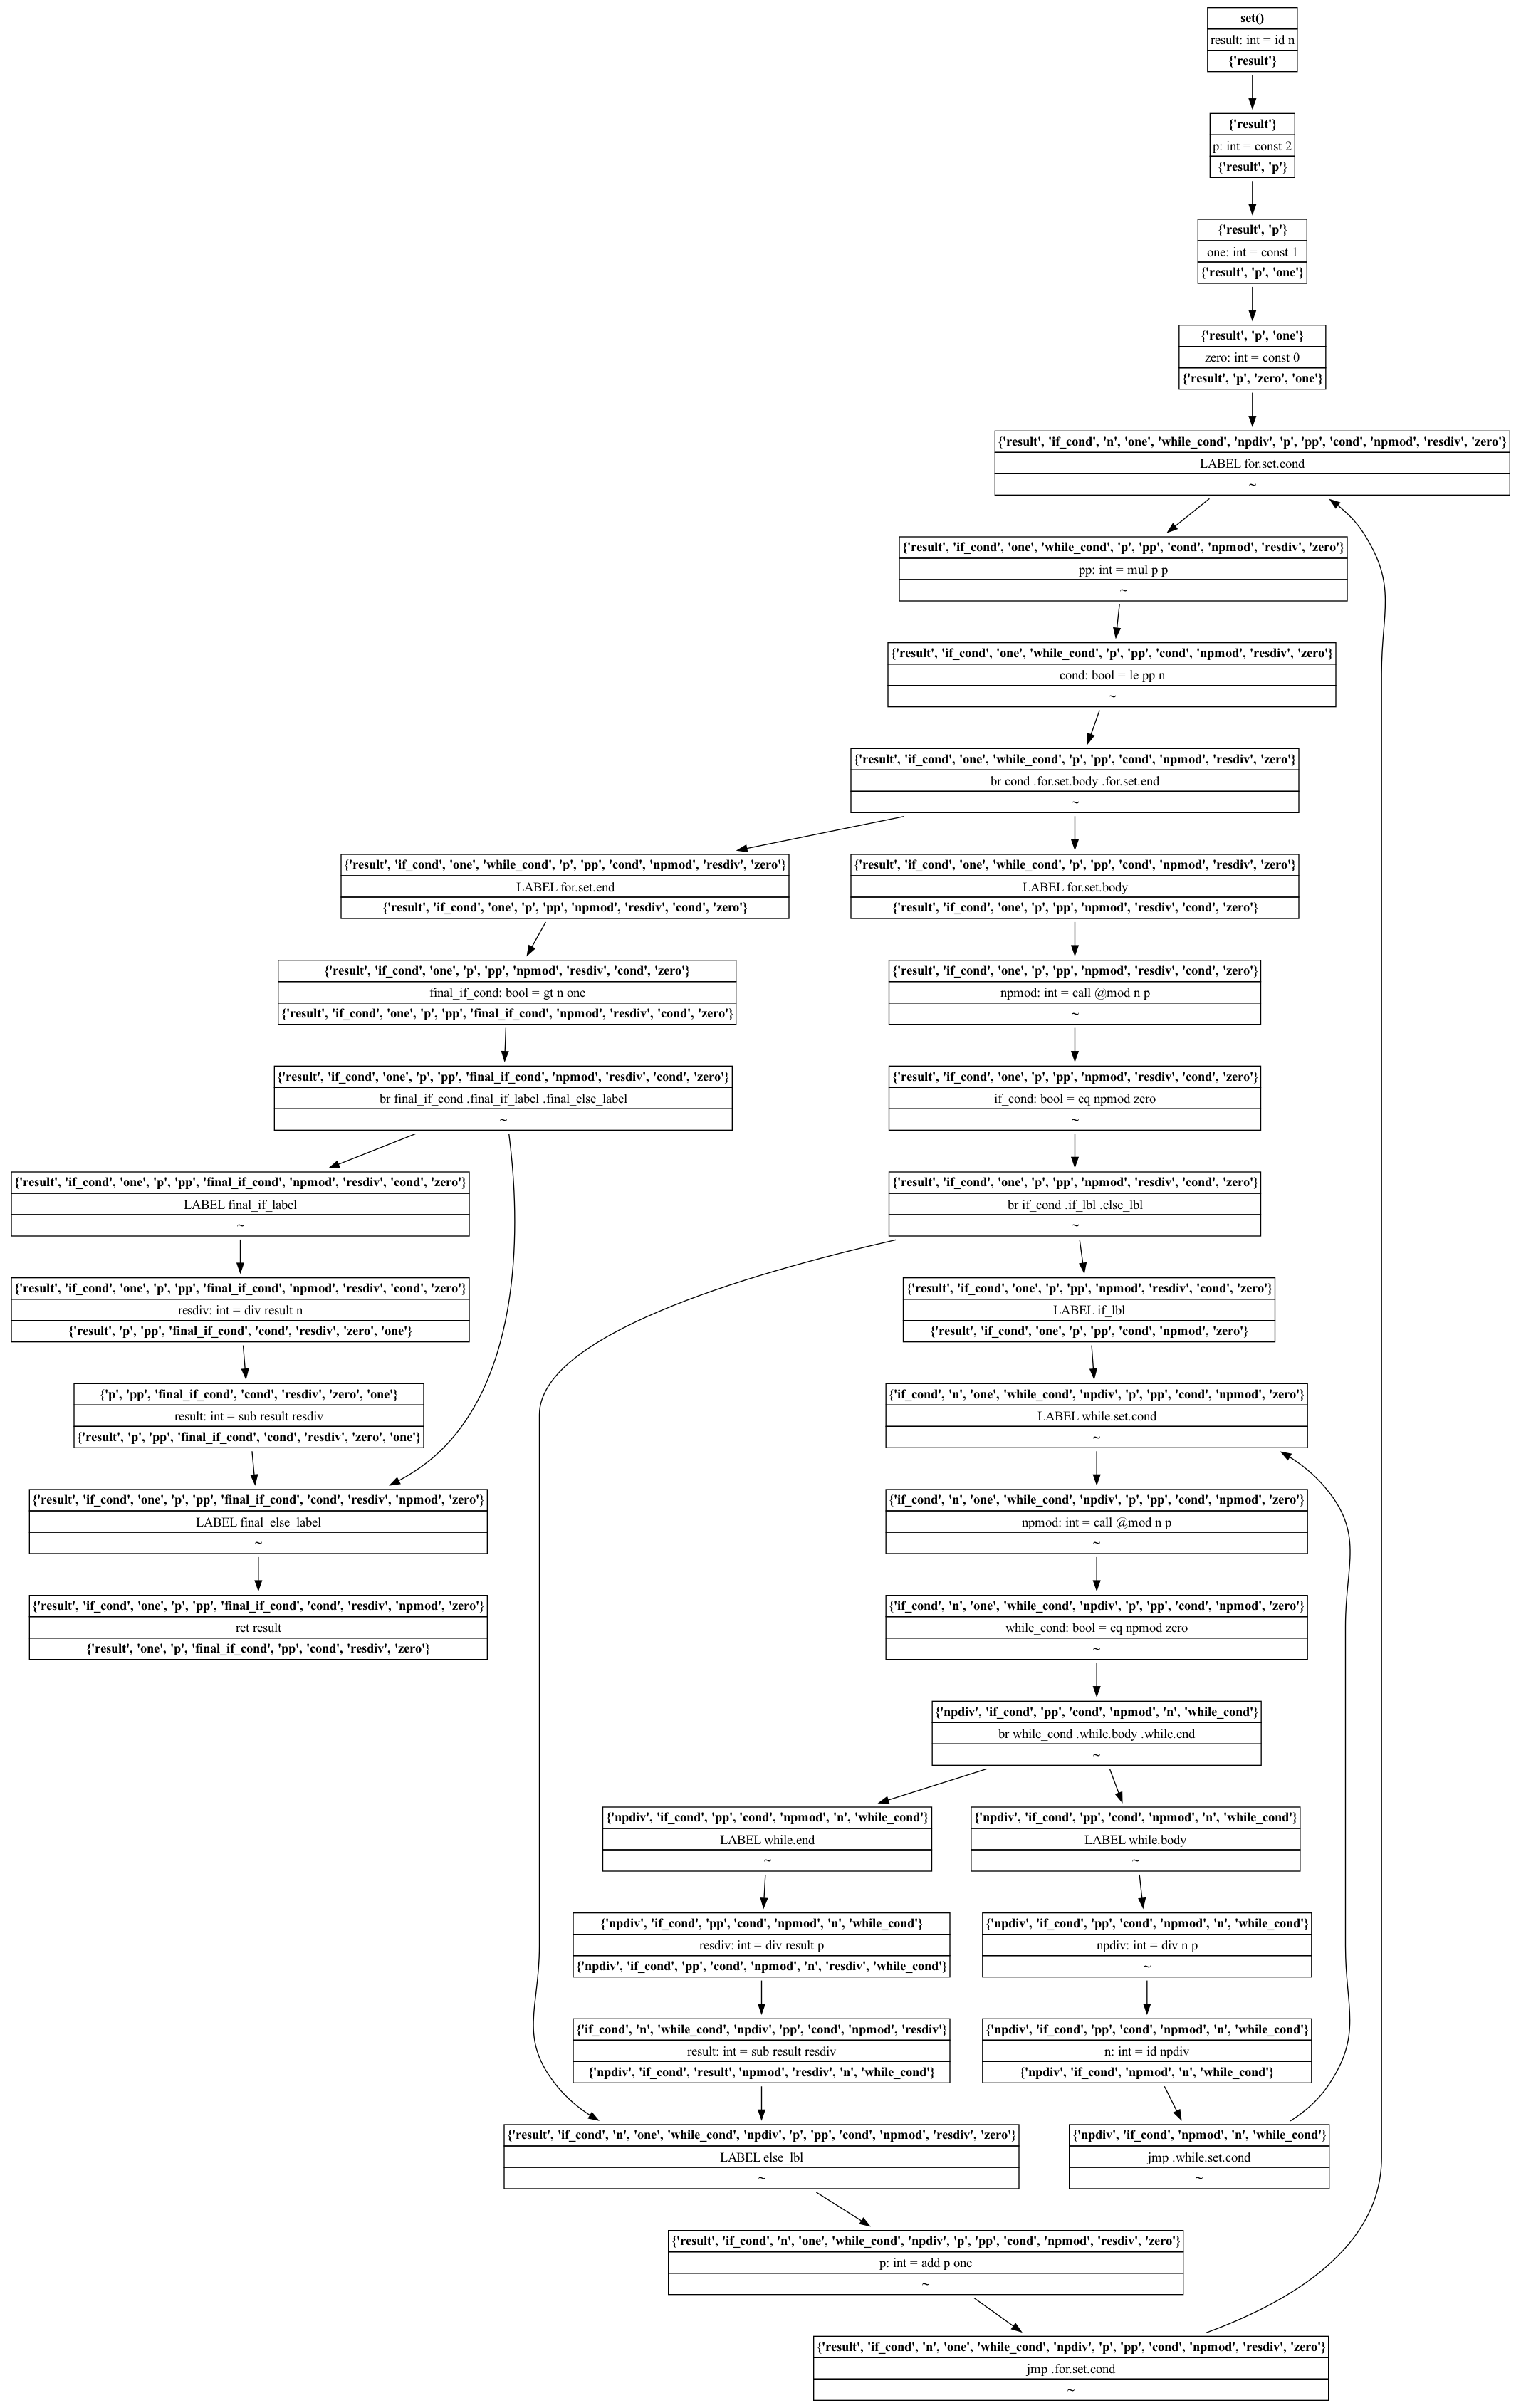 set()
result: int = id n
{'result'}
{'result'}
p: int = const 2
{'result', 'p'}
{'result', 'p'}
one: int = const 1
{'result', 'p', 'one'}
{'result', 'p', 'one'}
zero: int = const 0
{'result', 'p', 'zero', 'one'}
{'result', 'if_cond', 'n', 'one', 'while_cond', 'npdiv', 'p', 'pp', 'cond', 'npmod', 'resdiv', 'zero'}
LABEL for.set.cond
~
{'result', 'if_cond', 'one', 'while_cond', 'p', 'pp', 'cond', 'npmod', 'resdiv', 'zero'}
pp: int = mul p p
~
{'result', 'if_cond', 'one', 'while_cond', 'p', 'pp', 'cond', 'npmod', 'resdiv', 'zero'}
cond: bool = le pp n
~
{'result', 'if_cond', 'one', 'while_cond', 'p', 'pp', 'cond', 'npmod', 'resdiv', 'zero'}
br cond .for.set.body .for.set.end
~
{'result', 'if_cond', 'one', 'while_cond', 'p', 'pp', 'cond', 'npmod', 'resdiv', 'zero'}
LABEL for.set.end
{'result', 'if_cond', 'one', 'p', 'pp', 'npmod', 'resdiv', 'cond', 'zero'}
{'result', 'if_cond', 'one', 'while_cond', 'p', 'pp', 'cond', 'npmod', 'resdiv', 'zero'}
LABEL for.set.body
{'result', 'if_cond', 'one', 'p', 'pp', 'npmod', 'resdiv', 'cond', 'zero'}
{'result', 'if_cond', 'one', 'p', 'pp', 'npmod', 'resdiv', 'cond', 'zero'}
final_if_cond: bool = gt n one
{'result', 'if_cond', 'one', 'p', 'pp', 'final_if_cond', 'npmod', 'resdiv', 'cond', 'zero'}
{'result', 'if_cond', 'one', 'p', 'pp', 'npmod', 'resdiv', 'cond', 'zero'}
npmod: int = call @mod n p
~
{'result', 'if_cond', 'one', 'p', 'pp', 'final_if_cond', 'npmod', 'resdiv', 'cond', 'zero'}
br final_if_cond .final_if_label .final_else_label
~
{'result', 'if_cond', 'one', 'p', 'pp', 'npmod', 'resdiv', 'cond', 'zero'}
if_cond: bool = eq npmod zero
~
{'result', 'if_cond', 'one', 'p', 'pp', 'final_if_cond', 'npmod', 'resdiv', 'cond', 'zero'}
LABEL final_if_label
~
{'result', 'if_cond', 'one', 'p', 'pp', 'npmod', 'resdiv', 'cond', 'zero'}
br if_cond .if_lbl .else_lbl
~
{'result', 'if_cond', 'one', 'p', 'pp', 'final_if_cond', 'npmod', 'resdiv', 'cond', 'zero'}
resdiv: int = div result n
{'result', 'p', 'pp', 'final_if_cond', 'cond', 'resdiv', 'zero', 'one'}
{'result', 'if_cond', 'one', 'p', 'pp', 'npmod', 'resdiv', 'cond', 'zero'}
LABEL if_lbl
{'result', 'if_cond', 'one', 'p', 'pp', 'cond', 'npmod', 'zero'}
{'p', 'pp', 'final_if_cond', 'cond', 'resdiv', 'zero', 'one'}
result: int = sub result resdiv
{'result', 'p', 'pp', 'final_if_cond', 'cond', 'resdiv', 'zero', 'one'}
{'if_cond', 'n', 'one', 'while_cond', 'npdiv', 'p', 'pp', 'cond', 'npmod', 'zero'}
LABEL while.set.cond
~
{'result', 'if_cond', 'one', 'p', 'pp', 'final_if_cond', 'cond', 'resdiv', 'npmod', 'zero'}
LABEL final_else_label
~
{'if_cond', 'n', 'one', 'while_cond', 'npdiv', 'p', 'pp', 'cond', 'npmod', 'zero'}
npmod: int = call @mod n p
~
{'result', 'if_cond', 'one', 'p', 'pp', 'final_if_cond', 'cond', 'resdiv', 'npmod', 'zero'}
ret result
{'result', 'one', 'p', 'final_if_cond', 'pp', 'cond', 'resdiv', 'zero'}
{'if_cond', 'n', 'one', 'while_cond', 'npdiv', 'p', 'pp', 'cond', 'npmod', 'zero'}
while_cond: bool = eq npmod zero
~
{'npdiv', 'if_cond', 'pp', 'cond', 'npmod', 'n', 'while_cond'}
br while_cond .while.body .while.end
~
{'npdiv', 'if_cond', 'pp', 'cond', 'npmod', 'n', 'while_cond'}
LABEL while.end
~
{'npdiv', 'if_cond', 'pp', 'cond', 'npmod', 'n', 'while_cond'}
LABEL while.body
~
{'npdiv', 'if_cond', 'pp', 'cond', 'npmod', 'n', 'while_cond'}
resdiv: int = div result p
{'npdiv', 'if_cond', 'pp', 'cond', 'npmod', 'n', 'resdiv', 'while_cond'}
{'npdiv', 'if_cond', 'pp', 'cond', 'npmod', 'n', 'while_cond'}
npdiv: int = div n p
~
{'if_cond', 'n', 'while_cond', 'npdiv', 'pp', 'cond', 'npmod', 'resdiv'}
result: int = sub result resdiv
{'npdiv', 'if_cond', 'result', 'npmod', 'resdiv', 'n', 'while_cond'}
{'npdiv', 'if_cond', 'pp', 'cond', 'npmod', 'n', 'while_cond'}
n: int = id npdiv
{'npdiv', 'if_cond', 'npmod', 'n', 'while_cond'}
{'result', 'if_cond', 'n', 'one', 'while_cond', 'npdiv', 'p', 'pp', 'cond', 'npmod', 'resdiv', 'zero'}
LABEL else_lbl
~
{'npdiv', 'if_cond', 'npmod', 'n', 'while_cond'}
jmp .while.set.cond
~
{'result', 'if_cond', 'n', 'one', 'while_cond', 'npdiv', 'p', 'pp', 'cond', 'npmod', 'resdiv', 'zero'}
p: int = add p one
~
{'result', 'if_cond', 'n', 'one', 'while_cond', 'npdiv', 'p', 'pp', 'cond', 'npmod', 'resdiv', 'zero'}
jmp .for.set.cond
~